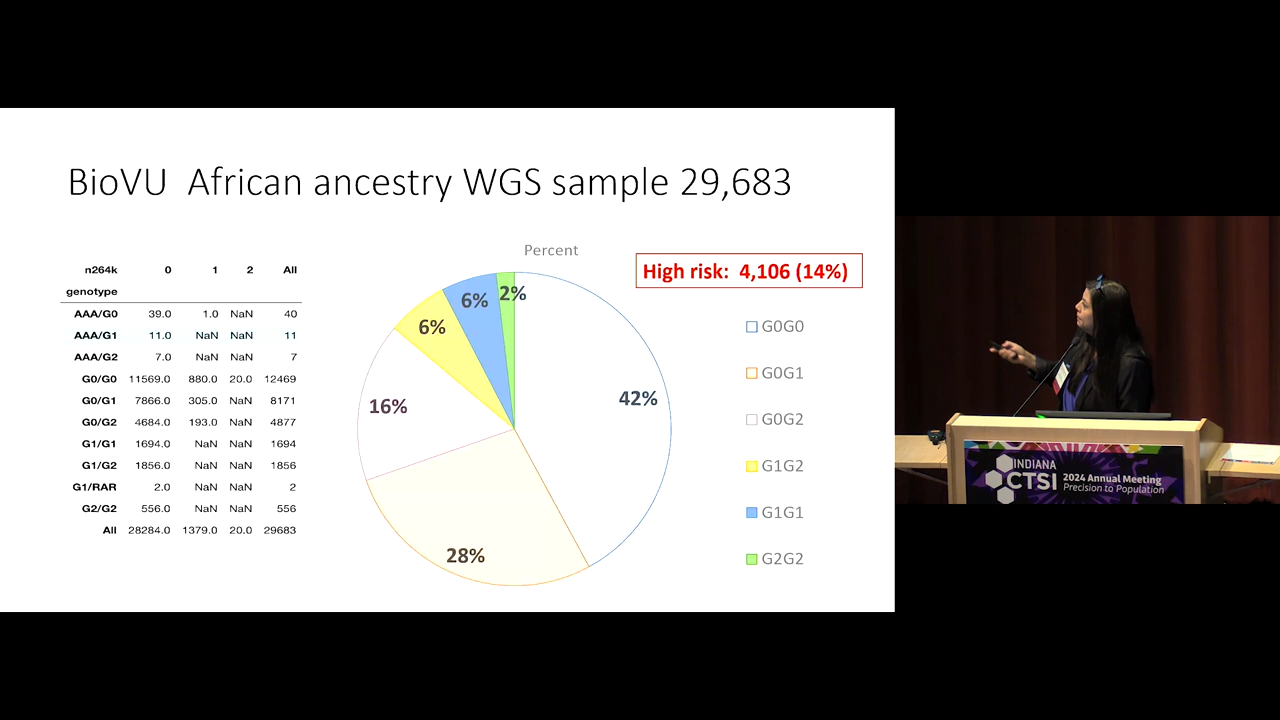 BioVU African ancestry WGS sample 29,683
n264k 0 1 2 All
genotype
AAA/G0 39.0 1.0 NaN 40
AAA/G1 11.0 NaN NaN 11
AAA/G2 7.0 NaN NaN 7
G0/G0 11569.0 880.0 20.0 12469
G0/G1 7866.0 305.0 NaN 8171
G0/G2 4684.0 193.0 NaN 4877
G1/G1 1694.0 NaN NaN 1694
G1/G2 1856.0 NaN NaN 1856
G1/RAR 2.0 NaN NaN 2
G2/G2 556.0 NaN NaN 556
All 28284.0 1379.0 20.0 29683
Percent
2%
6%
6%
16%
42%
28%
High risk: 4,106 (14%)
G0G0
G0G1
G0G2
G1G2
G1G1
G2G2
INDIANA
CTSI
2024 Annual Meeting
Precision to Population